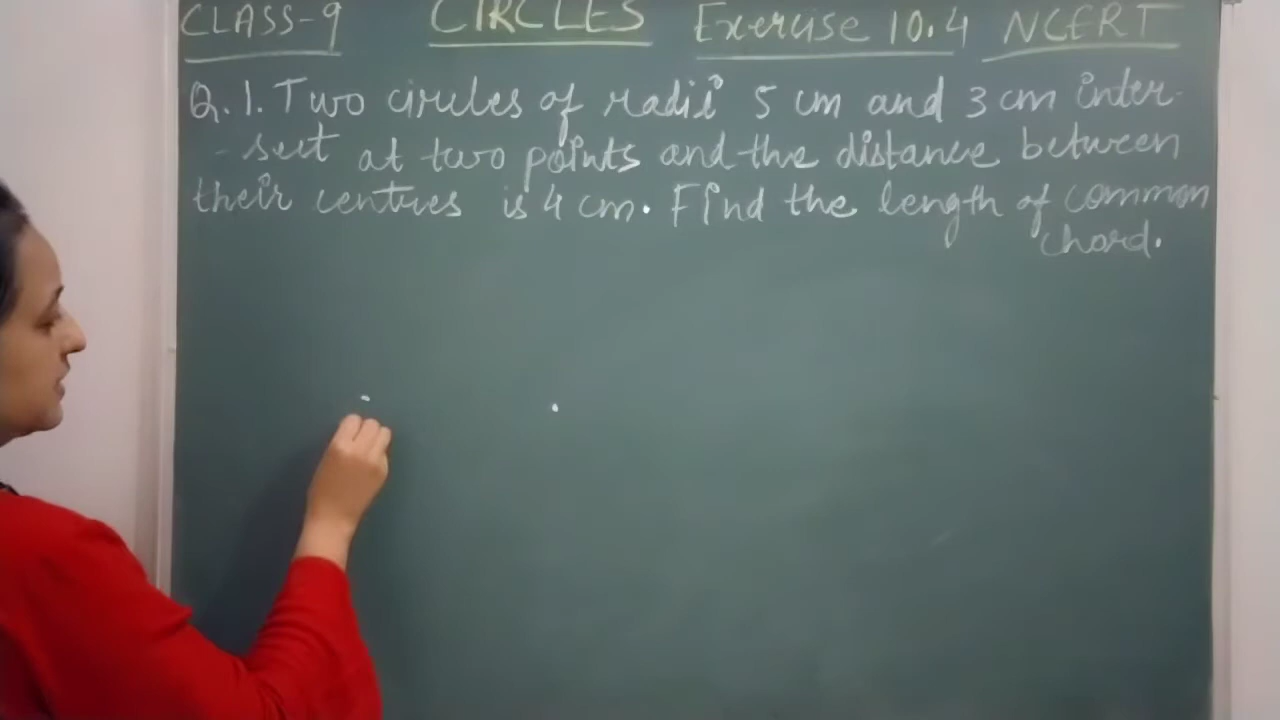 CLASS-9 CIRCLES Exercise 10.4 NCERT
Q.1. Two circles of radii 5 cm and 3 cm inter-
-sect at two points and the distance between
their centres is 4 cm. Find the length of common
chord.